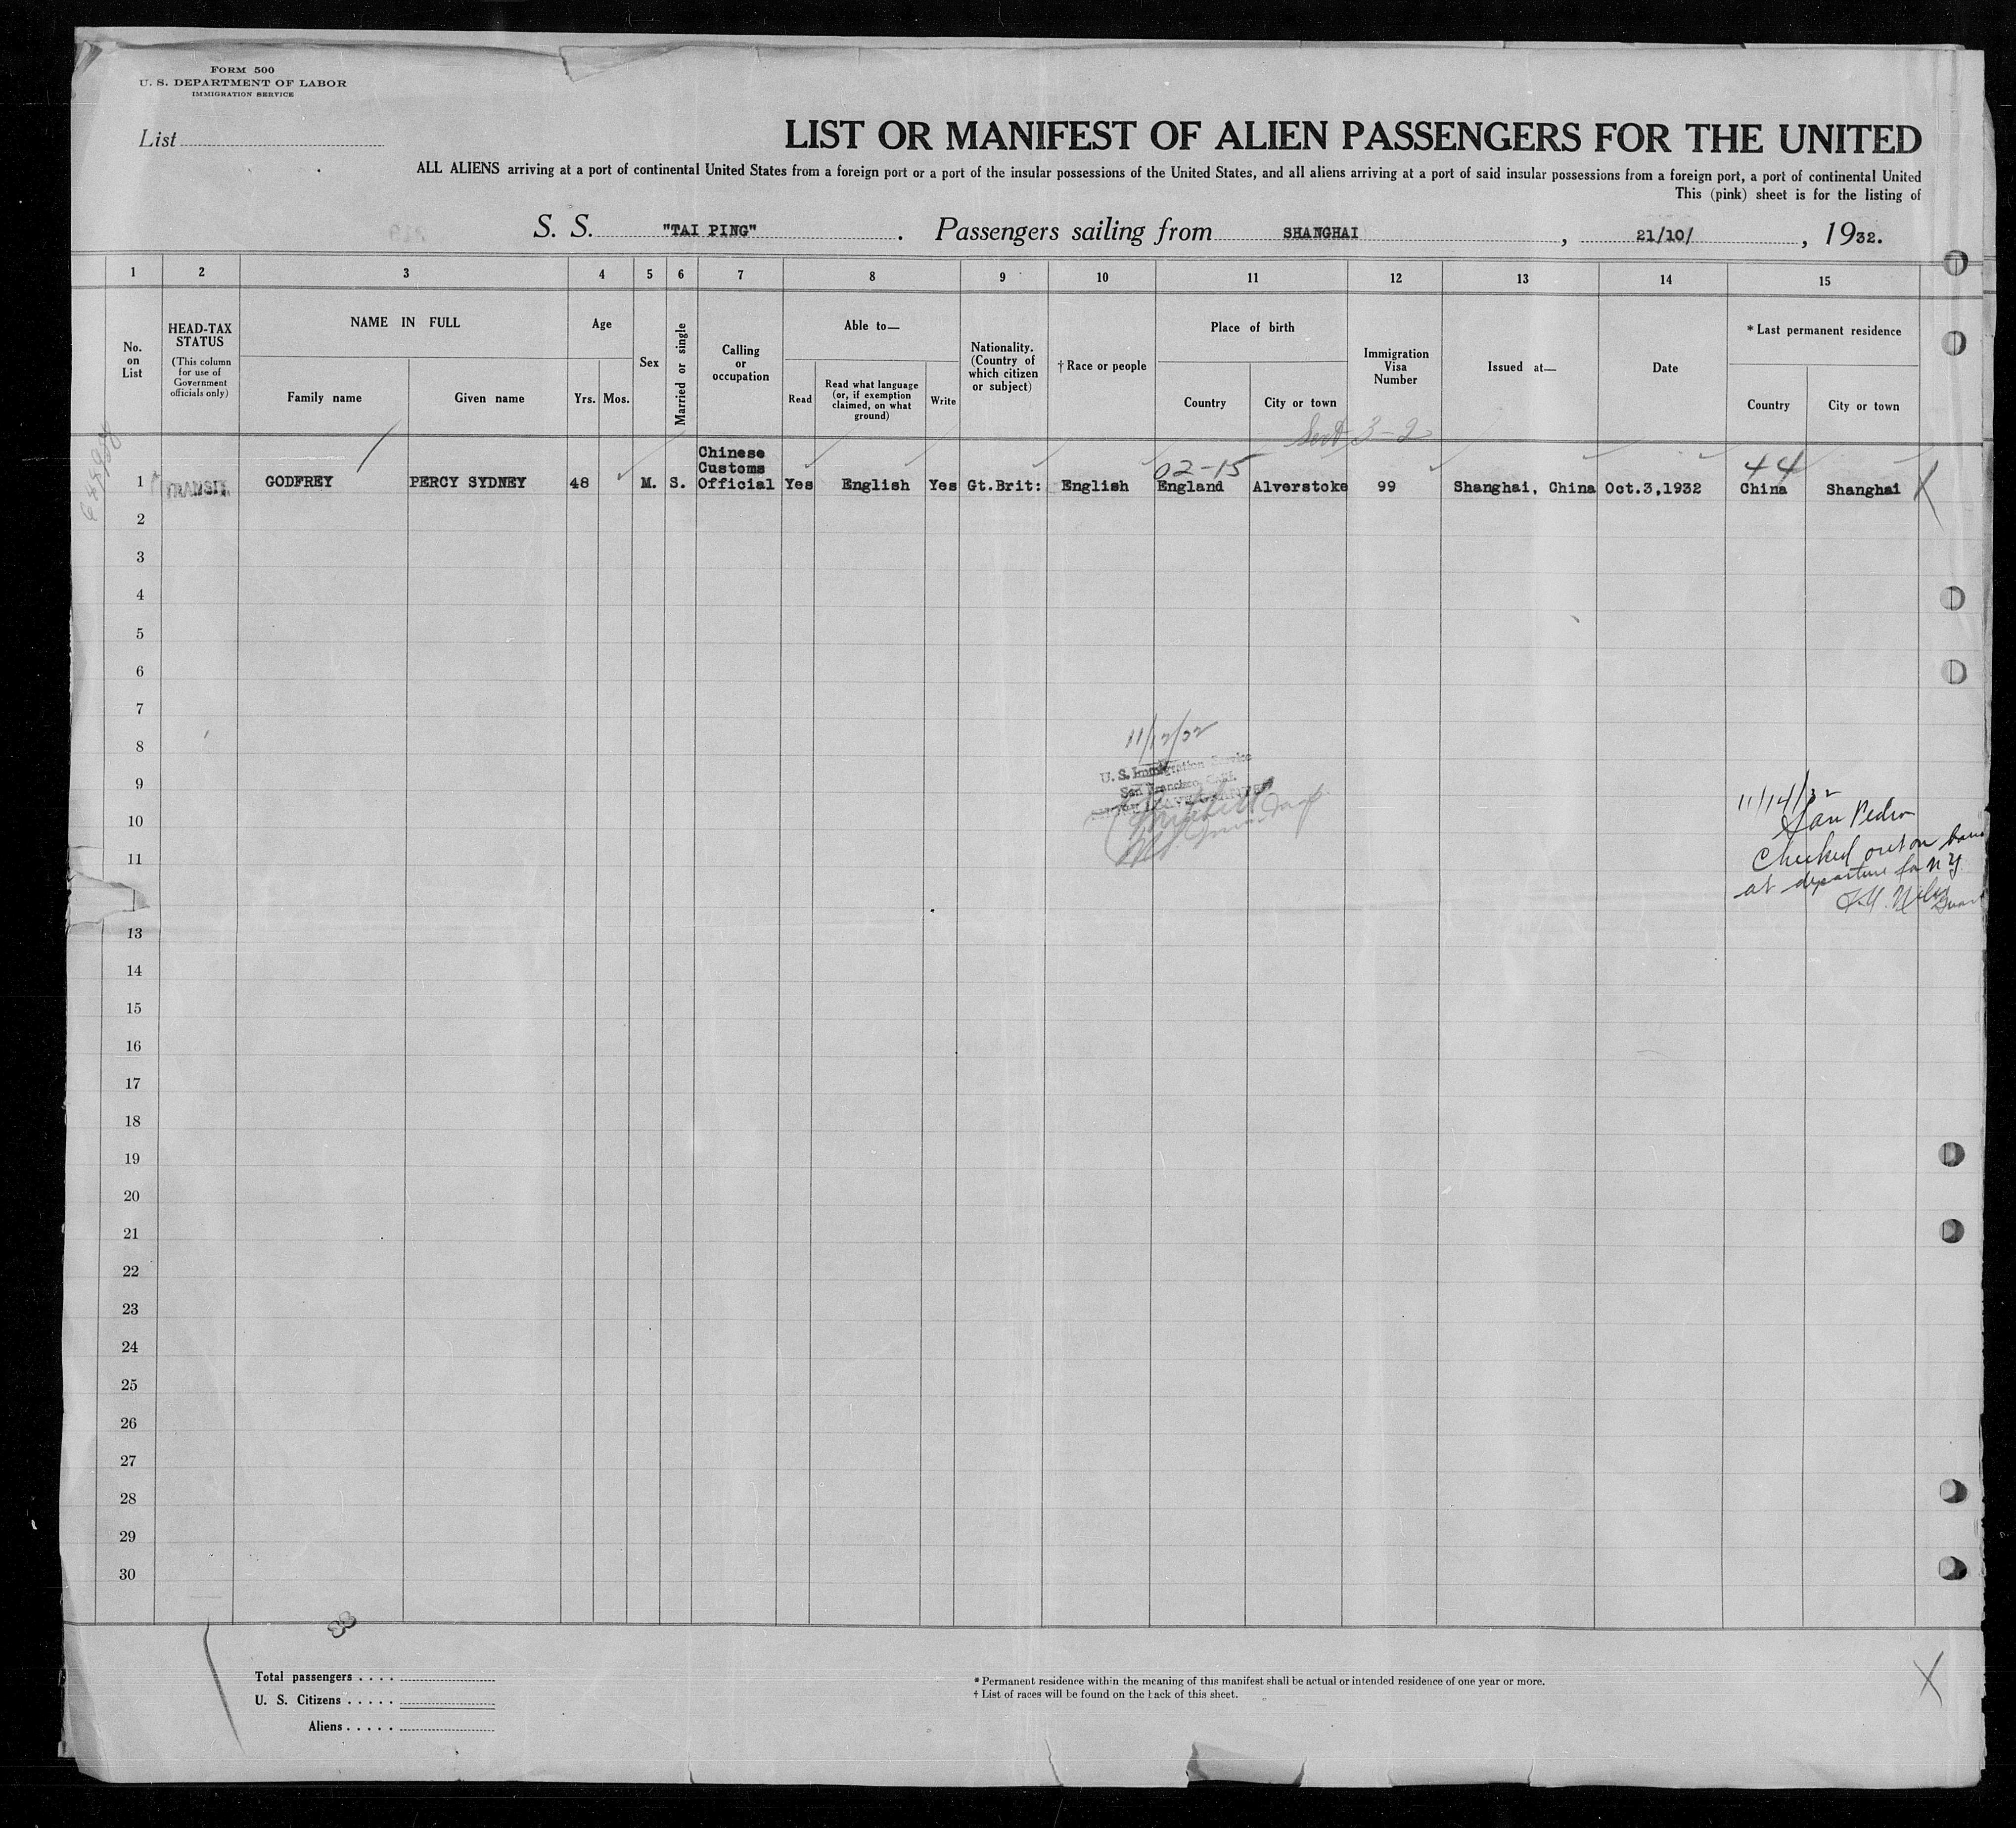 FORM 500
U. S. DEPARTMENT OF LABOR
IMMIGRATION SERVICE
List
LIST OR MANIFEST OF ALIEN PASSENGERS FOR THE UNITED
ALL ALIENS arriving at a port of continental United States from a foreign port or a port of the insular possessions of the United States, and all aliens arriving at a port of said insular possessions from a foreign port, a port of continental United
This (pink) sheet is for the listing of
S. S. "TAI PING". Passengers sailing from SHANGHAI, 21/10/, 1932.
1 2 3 4 5 6 7 8 9 10 11 12 13 14 15
No. on List
HEAD-TAX STATUS
(This column for use of Government officials only)
NAME IN FULL
Family name
Given name
Age
Yrs. Mos.
Sex
Married or single
Calling or occupation
Able to—
Read
Read what language (or, if exemption claimed, on what ground)
Write
Nationality. (Country of which citizen or subject)
† Race or people
Place of birth
Country
City or town
Immigration Visa Number
Issued at—
Date
* Last permanent residence
Country
City or town
3-2
02-15
44
1 TRANSIT. GODFREY PERCY SYDNEY 48 M. S. Chinese Customs Official Yes English Yes Gt.Brit: English England Alverstoke 99 Shanghai, China Oct.3,1932 China Shanghai X
2
3
4
5
6
7
8
9
10
11
13
14
15
16
17
18
19
20
21
22
23
24
25
26
27
28
29
30
11/12/32
U. S. Immigration Service
San Francisco, Calif.
11/14/32
San Pedro
Checked out on
at departure for N Y
Total passengers
U. S. Citizens
Aliens
* Permanent residence within the meaning of this manifest shall be actual or intended residence of one year or more.
† List of races will be found on the back of this sheet.
X